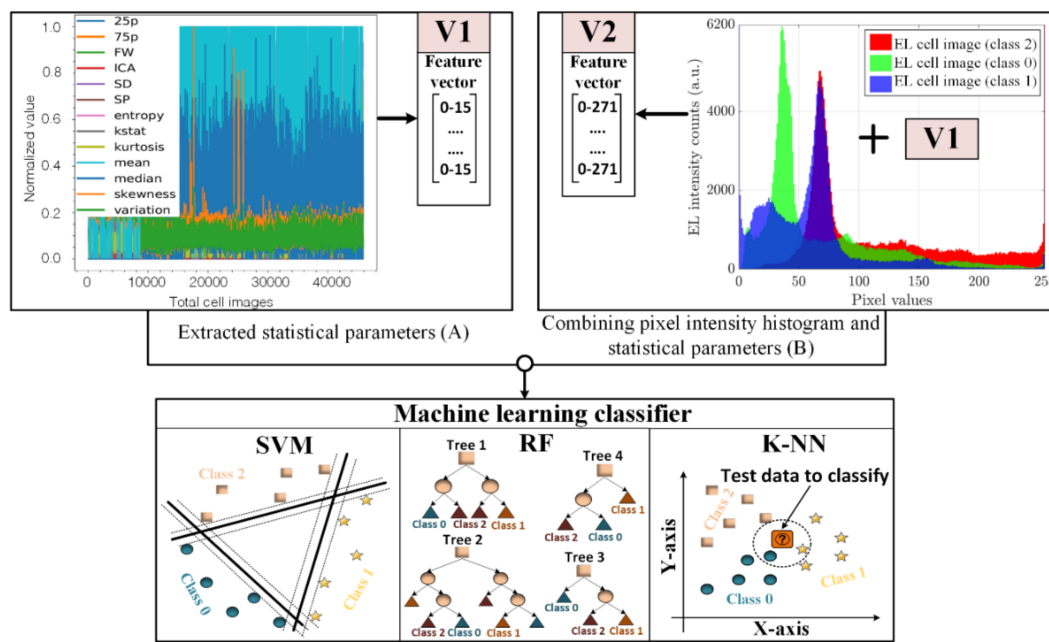 25p
75p
FW
ICA
SD
SP
entropy
kstat
kurtosis
mean
median
skewness
variation
Normalized value
1.0
0.8
0.6
0.4
0.2
0.0
0
10000
20000
30000
40000
Total cell images
V1
Feature
vector
0-15
....
....
0-15
Extracted statistical parameters (A)
V2
Feature
vector
0-271
....
....
0-271
EL intensity counts (a.u.)
6200
4000
2000
0
0
50
100
150
200
25
Pixel values
EL cell image (class 2)
EL cell image (class 0)
EL cell image (class 1)
+
V1
Combining pixel intensity histogram and
statistical parameters (B)
Machine learning classifier
SVM
Class 2
Class 1
Class 0
RF
Tree 1
Class 0
Class 2
Class 1
Tree 4
Class 1
Class 2
Class 0
Tree 2
Class 2
Class 0
Class 1
Tree 3
Class 0
Class 2
Class 1
K-NN
Test data to classify
Class 2
?
Class 1
Class 0
Y-axis
X-axis